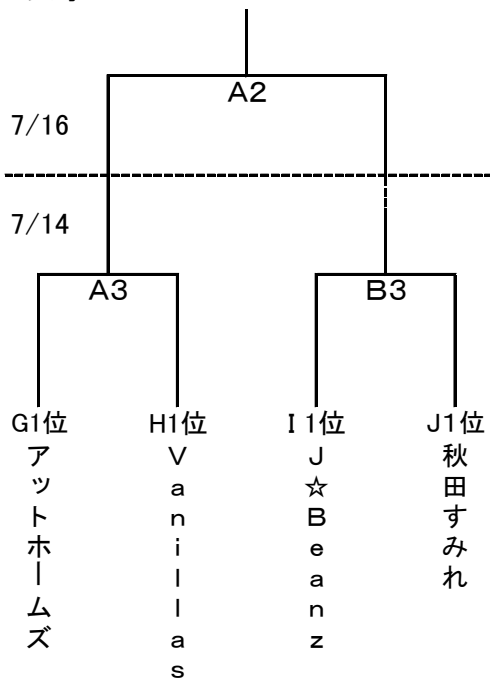 A2
7/16
7/14
A3
B3
G1位
H1位
I 1位
J1位
アットホームズ
Vanillas
J☆Beanz
秋田すみれ